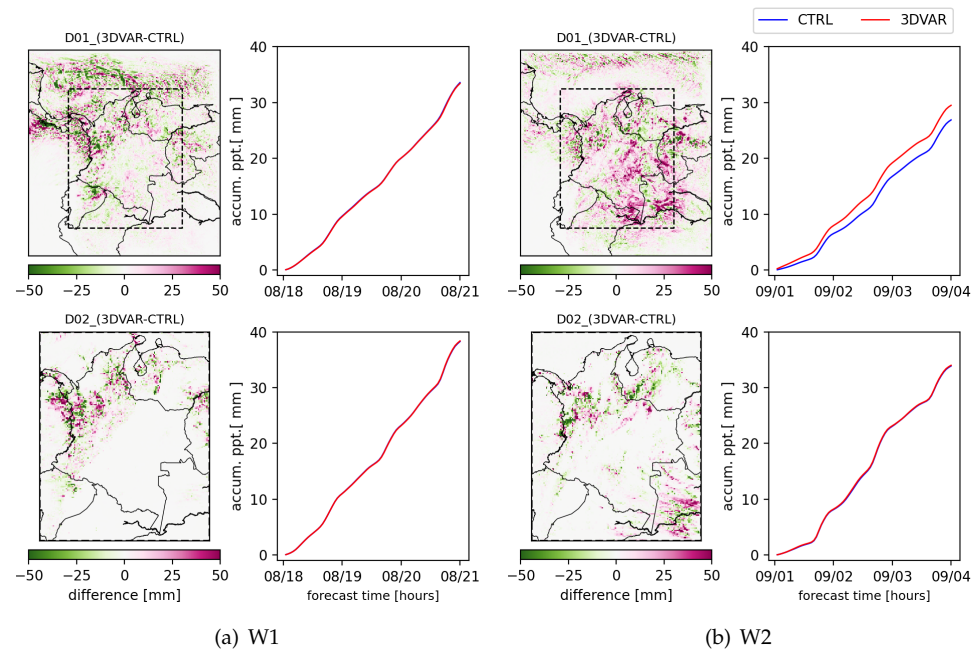 CTRL 3DVAR
D01_(3DVAR-CTRL) D01_(3DVAR-CTRL)
accum. ppt.[ mm ]
40
30
20
10
0
accum. ppt.[ mm ]
40
30
20
10
0
−50 −25 0 25 50
08/18 08/19 08/20 08/21
−50 −25 0 25 50
09/01 09/02 09/03 09/04
D02_(3DVAR-CTRL) D02_(3DVAR-CTRL)
accum. ppt.[ mm ]
40
30
20
10
0
accum. ppt.[ mm ]
40
30
20
10
0
−50 −25 0 25 50
08/18 08/19 08/20 08/21
−50 −25 0 25 50
09/01 09/02 09/03 09/04
difference [mm] forecast time [hours] difference [mm] forecast time [hours]
(a) W1 (b) W2